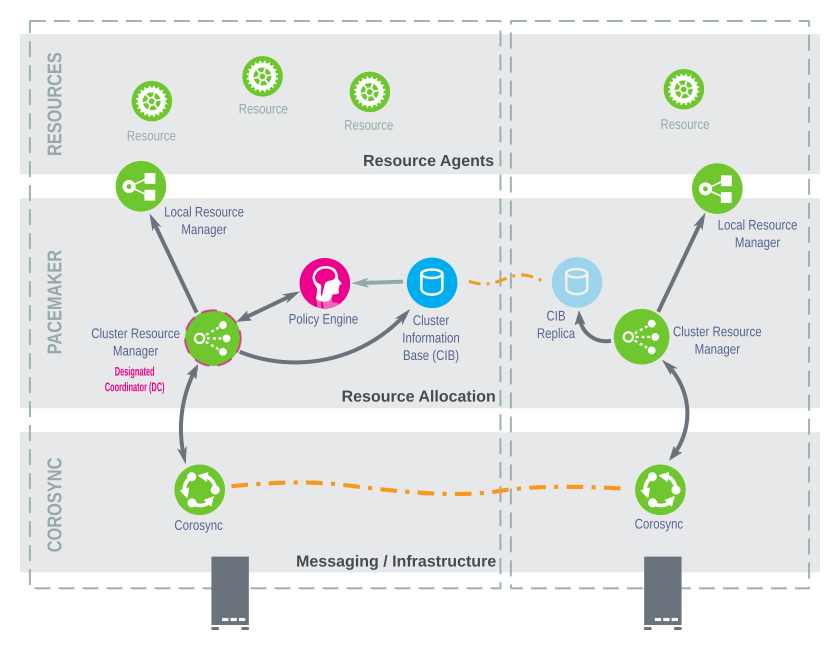 RESOURCES
Resource
Resource
Resource
Resource
Resource Agents
PACEMAKER
Local Resource
Manager
Local Resource
Manager
Policy Engine
Cluster
Information
Base (CIB)
CIB
Replica
Cluster Resource
Manager
Designated
Coordinator (DC)
Cluster Resource
Manager
Resource Allocation
COROSYNC
Corosync
Corosync
Messaging / Infrastructure